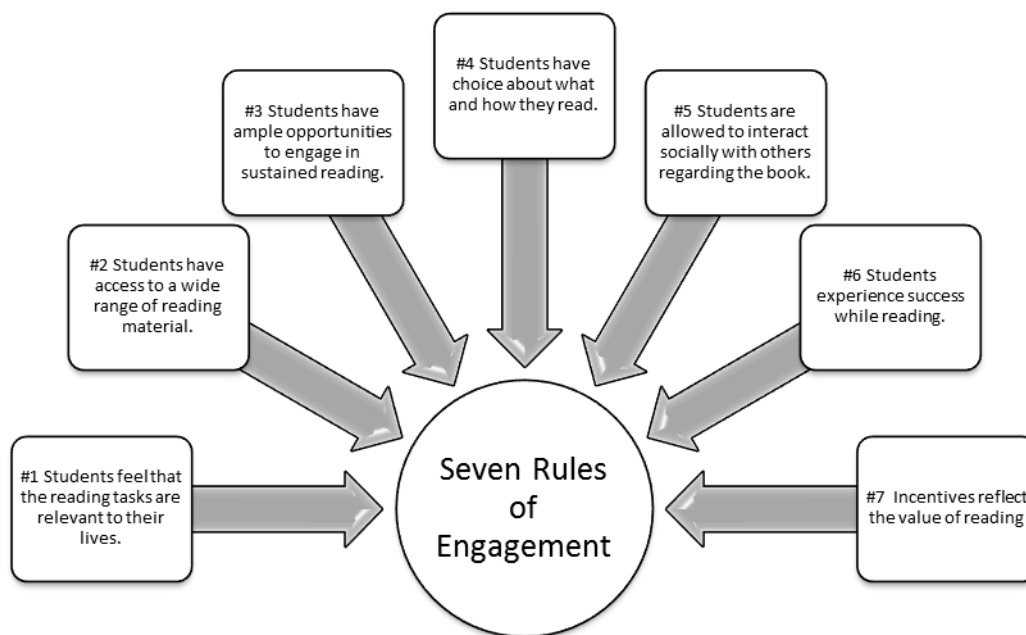 #1 Students feel that
the reading tasks are
relevant to their
lives.
#2 Students have
access to a wide
range of reading
material.
#3 Students have
ample opportunities
to engage in
sustained reading.
#4 Students have
choice about what
and how they read.
#5 Students are
allowed to interact
socially with others
regarding the book.
#6 Students
experience success
while reading.
#7 Incentives reflect
the value of reading
Seven Rules
of
Engagement